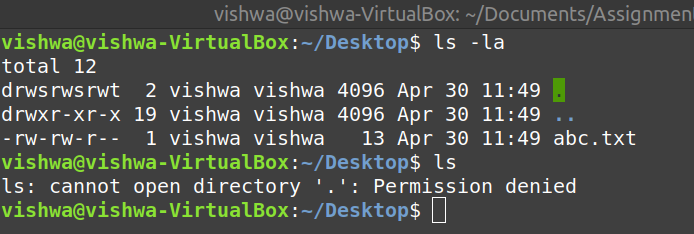 vishwa@vishwa-VirtualBox: ~/Documents/Assignment
vishwa@vishwa-VirtualBox:~/Desktop$ ls -la
total 12
drwsrwsrwt  2 vishwa vishwa 4096 Apr 30 11:49 .
drwxr-xr-x 19 vishwa vishwa 4096 Apr 30 11:49 ..
-rw-rw-r--  1 vishwa vishwa   13 Apr 30 11:49 abc.txt
vishwa@vishwa-VirtualBox:~/Desktop$ ls
ls: cannot open directory '.': Permission denied
vishwa@vishwa-VirtualBox:~/Desktop$